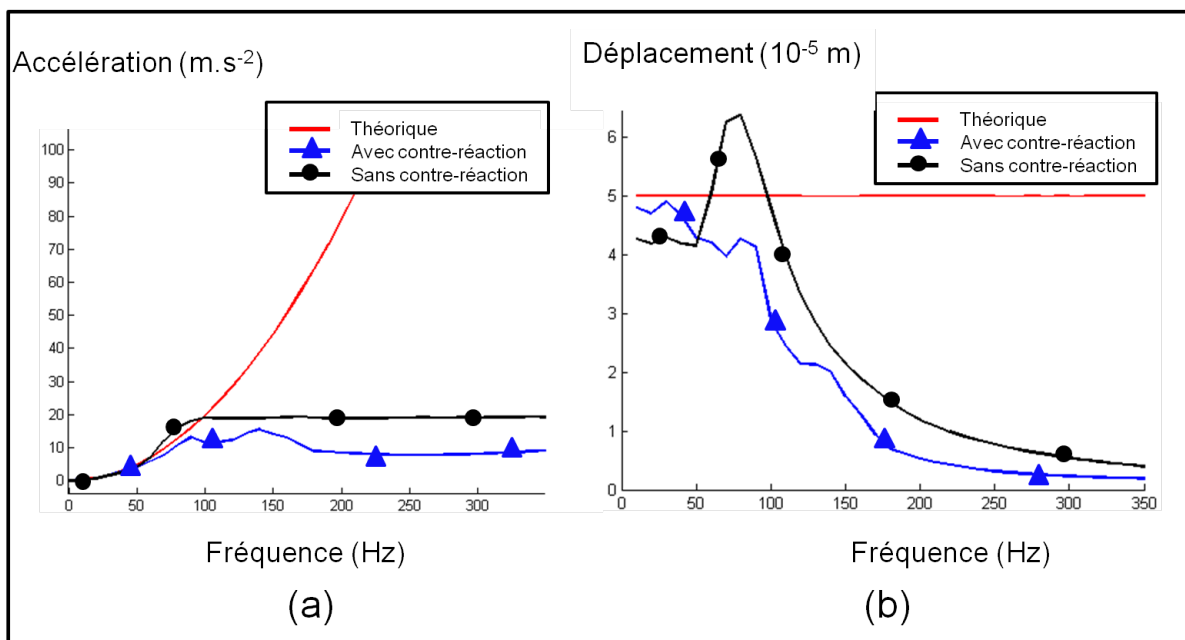 Accélération (m.s-2)
Théorique
Avec contre-réaction
Sans contre-réaction
100
90
80
70
60
50
40
30
20
10
0
0 50 100 150 200 250 300
Fréquence (Hz)
(a)
Déplacement (10-5 m)
Théorique
Avec contre-réaction
Sans contre-réaction
6
5
4
3
2
1
0
0 50 100 150 200 250 300 350
Fréquence (Hz)
(b)